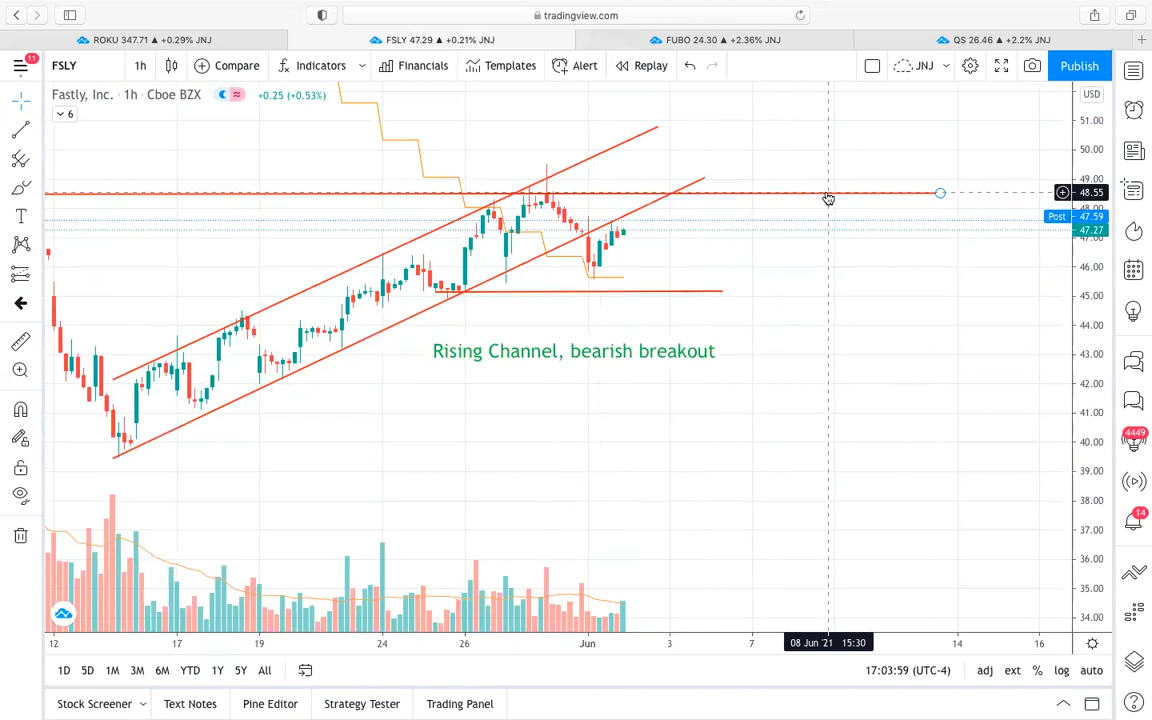 tradingview.com
ROKU 347.71 ▲ +0.29% JNJ
FSLY 47.29 ▲ +0.21% JNJ
FUBO 24.30 ▲ +2.36% JNJ
QS 26.46 ▲ +2.2% JNJ
11
FSLY
1h
Compare
Indicators
Financials
Templates
Alert
Replay
JNJ
Publish
Fastly, Inc. · 1h · Cboe BZX
+0.25 (+0.53%)
6
USD
51.00
50.00
49.00
48.55
48.00
Post 47.59
47.27
47.00
46.00
45.00
44.00
43.00
42.00
41.00
40.00
39.00
38.00
37.00
36.00
35.00
34.00
Rising Channel, bearish breakout
4449
14
12
17
19
24
26
Jun
3
7
08 Jun '21 15:30
14
16
1D
5D
1M
3M
6M
YTD
1Y
5Y
All
17:03:59 (UTC-4)
adj
ext
%
log
auto
Stock Screener
Text Notes
Pine Editor
Strategy Tester
Trading Panel